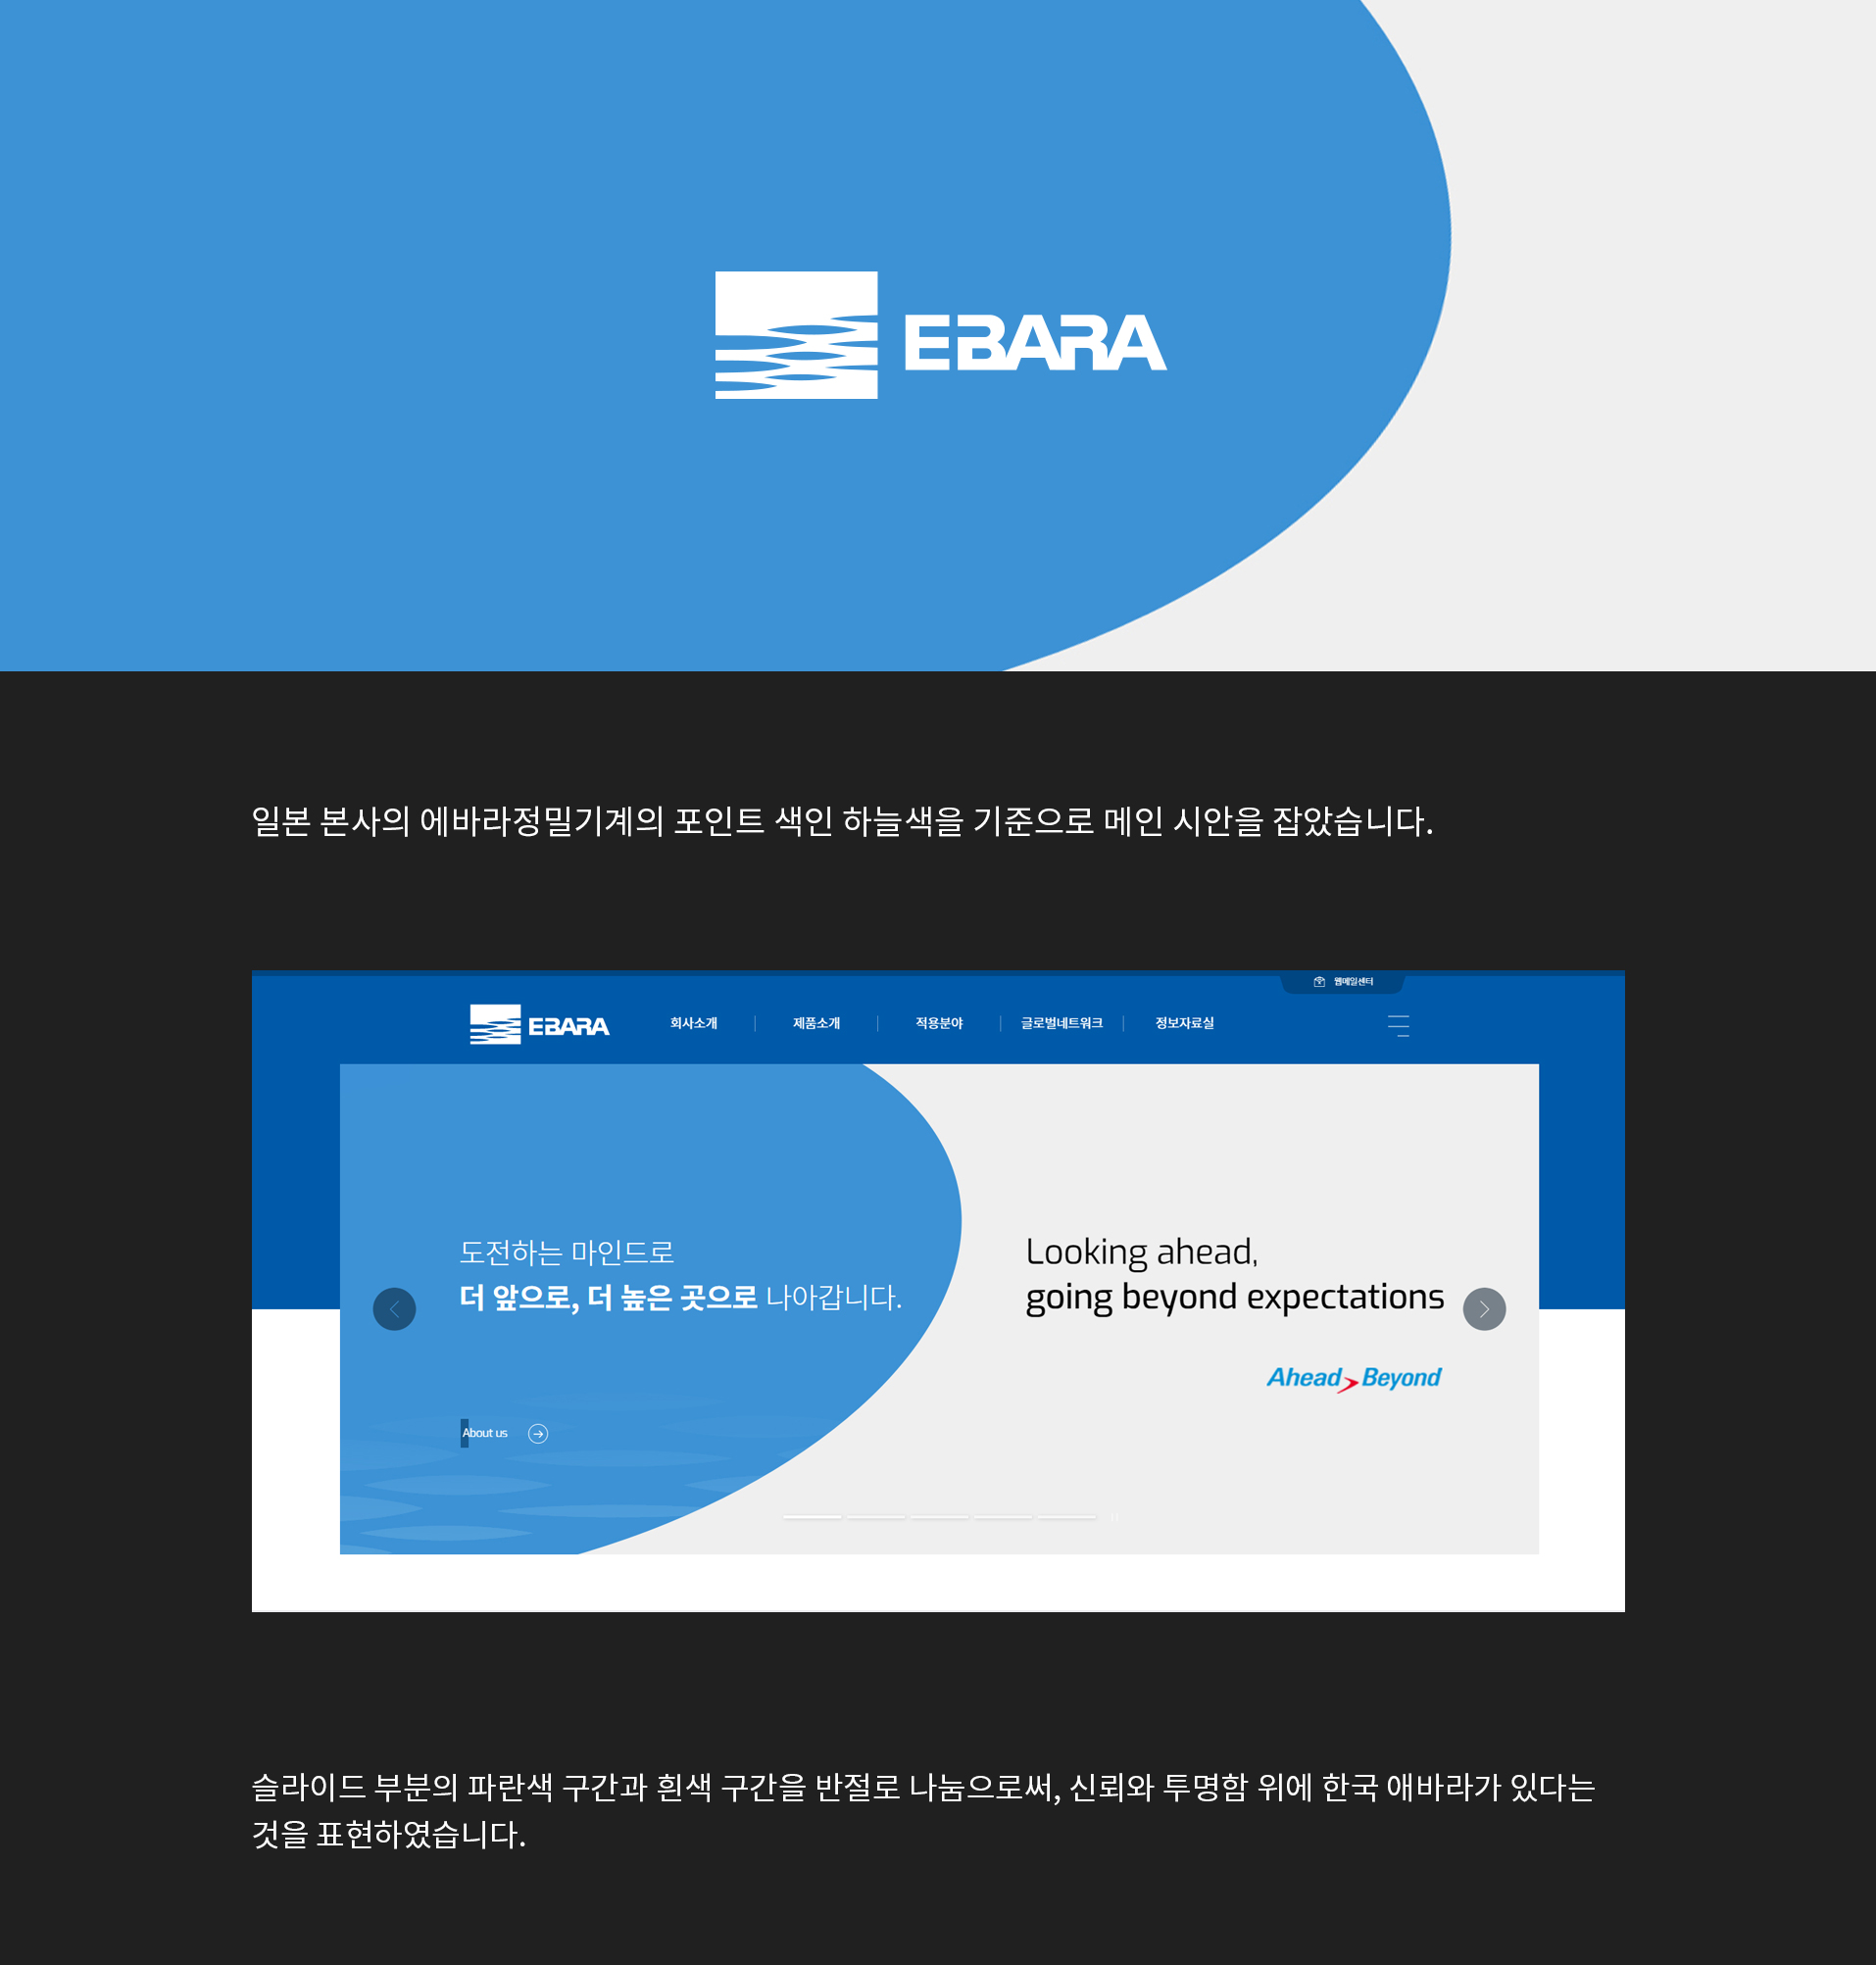 EBARA
일본 본사의 에바라정밀기계의 포인트 색인 하늘색을 기준으로 메인 시안을 잡았습니다.
웹메일센터
EBARA 회사소개 제품소개 적용분야 글로벌네트워크 정보자료실
도전하는 마인드로
더 앞으로, 더 높은 곳으로 나아갑니다.
Looking ahead,
going beyond expectations
Ahead Beyond
About us
슬라이드 부분의 파란색 구간과 흰색 구간을 반절로 나눔으로써, 신뢰와 투명함 위에 한국 애바라가 있다는
것을 표현하였습니다.